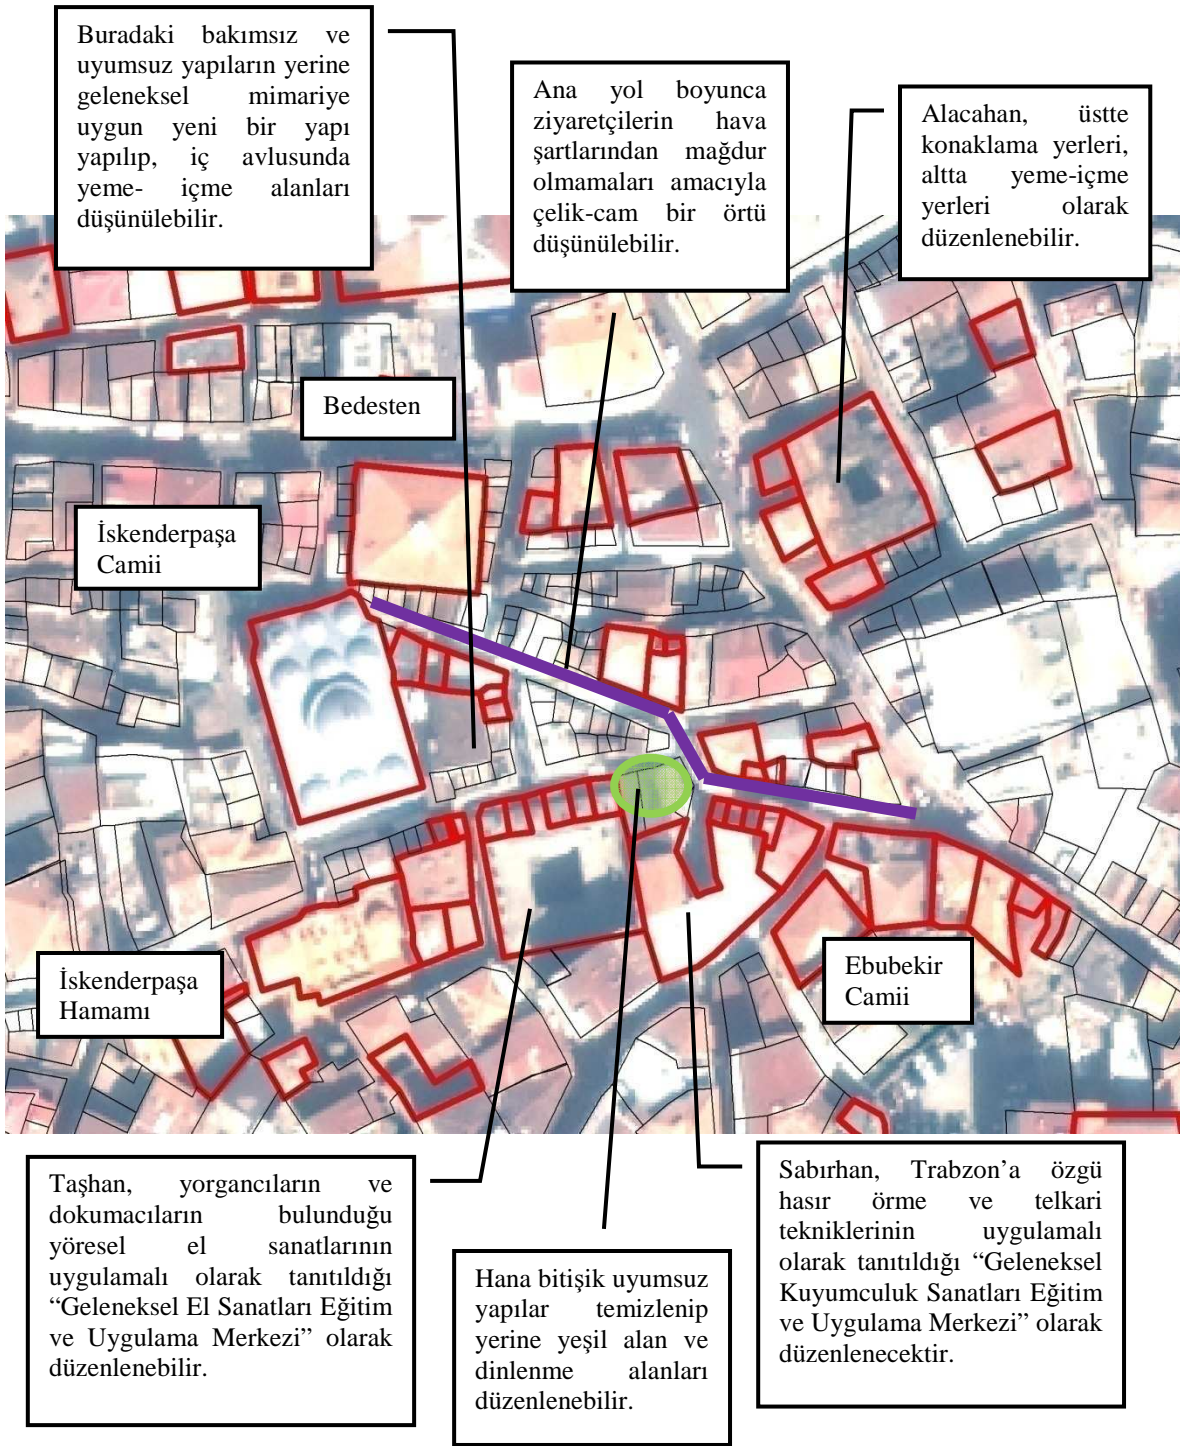 Buradaki bakımsız ve
uyumsuz yapıların yerine
geleneksel mimariye
uygun yeni bir yapı
yapılıp, iç avlusunda
yeme- içme alanları
düşünülebilir.
Ana yol boyunca
ziyaretçilerin hava
şartlarından mağdur
olmamaları amacıyla
çelik-cam bir örtü
düşünülebilir.
Alacahan, üstte
konaklama yerleri,
altta yeme-içme
yerleri olarak
düzenlenebilir.
Bedesten
İskenderpaşa
Camii
İskenderpaşa
Hamamı
Ebubekir
Camii
Taşhan, yorgancıların ve
dokumacıların bulunduğu
yöresel el sanatlarının
uygulamalı olarak tanıtıldığı
“Geleneksel El Sanatları Eğitim
ve Uygulama Merkezi” olarak
düzenlenebilir.
Hana bitişik uyumsuz
yapılar temizlenip
yerine yeşil alan ve
dinlenme alanları
düzenlenebilir.
Sabırhan, Trabzon’a özgü
hasır örme ve telkari
tekniklerinin uygulamalı
olarak tanıtıldığı “Geleneksel
Kuyumculuk Sanatları Eğitim
ve Uygulama Merkezi” olarak
düzenlenecektir.